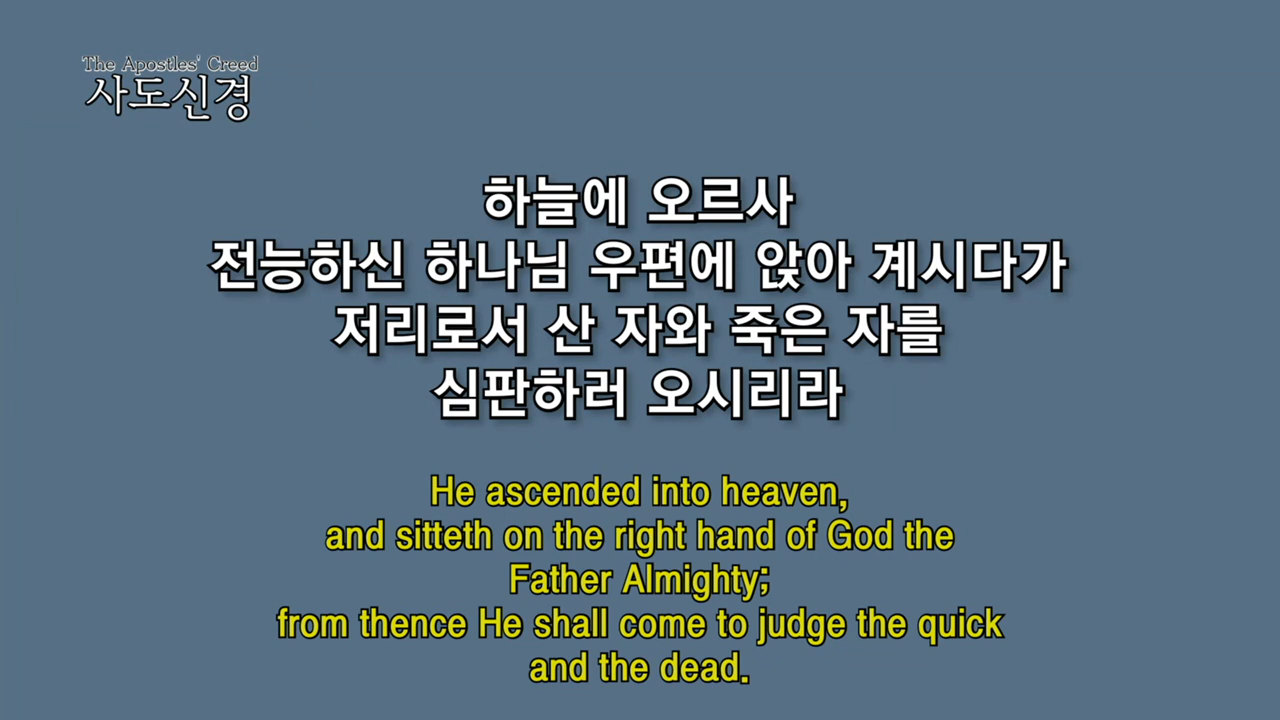 The Apostles' Creed
사도신경
하늘에 오르사
전능하신 하나님 우편에 앉아 계시다가
저리로서 산 자와 죽은 자를
심판하러 오시리라
He ascended into heaven,
and sitteth on the right hand of God the
Father Almighty;
from thence He shall come to judge the quick
and the dead.